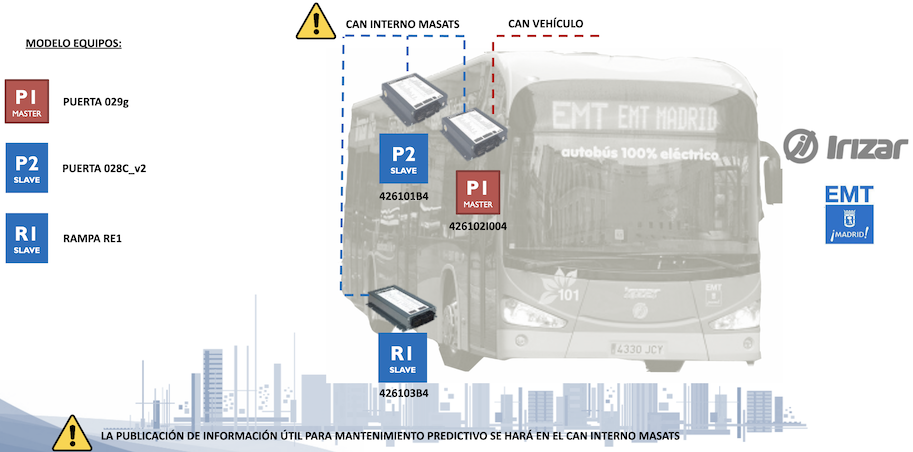 CAN INTERNO MASATS
CAN VEHÍCULO
MODELO EQUIPOS:
P1
MASTER
PUERTA 029g
P2
SLAVE
PUERTA 028C_v2
R1
SLAVE
RAMPA RE1
P2
SLAVE
426101B4
P1
MASTER
426102I004
EMT EMT MADRID
autobús 100% eléctrico
Irizar
EMT
¡MADRID!
101
EMT
4330 JCY
R1
SLAVE
426103B4
LA PUBLICACIÓN DE INFORMACIÓN ÚTIL PARA MANTENIMIENTO PREDICTIVO SE HARÁ EN EL CAN INTERNO MASATS